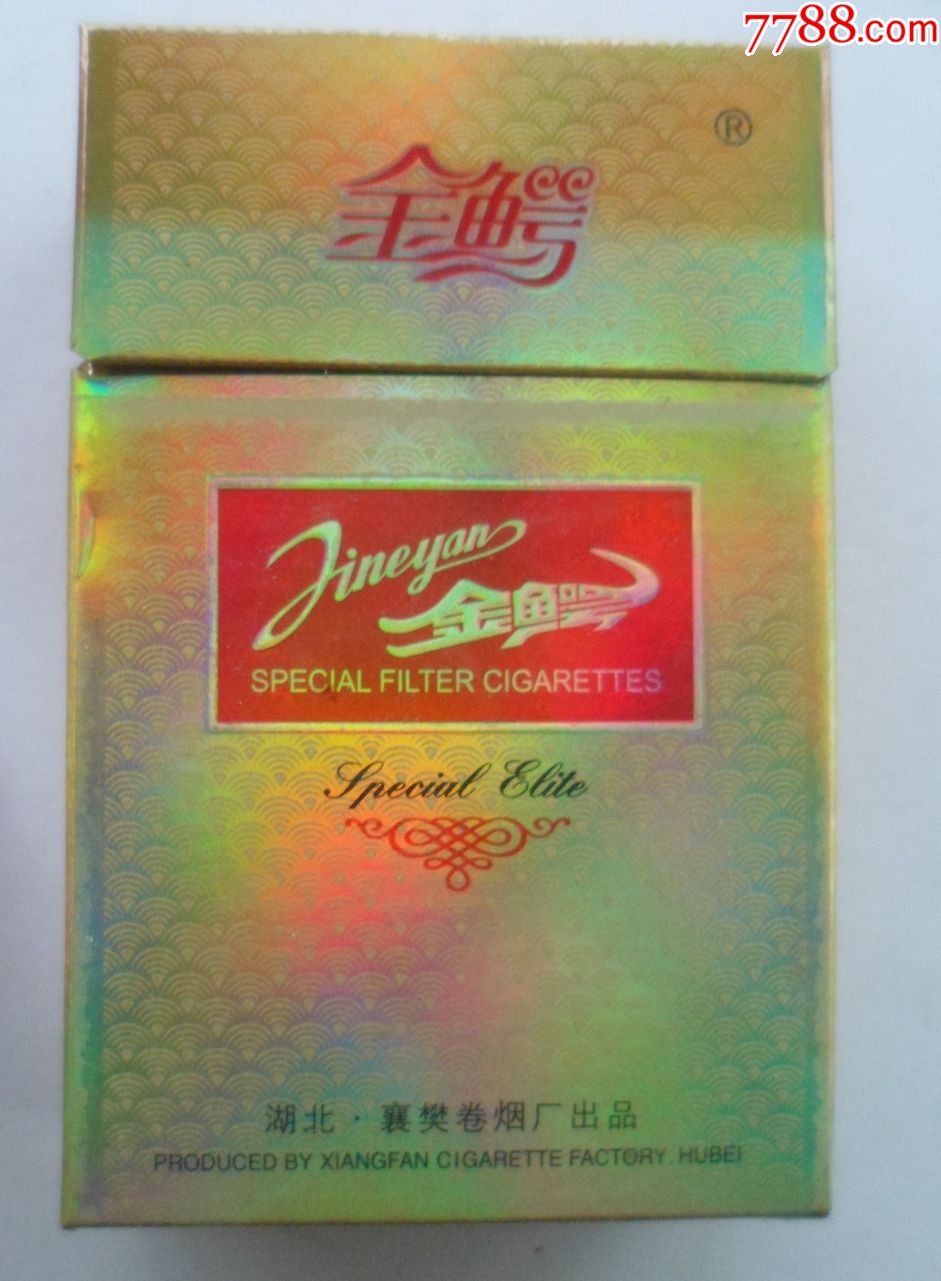 7788.com
®
金鳄
Jineyan
金鳄
SPECIAL FILTER CIGARETTES
Special Elite
湖北·襄樊卷烟厂出品
PRODUCED BY XIANGFAN CIGARETTE FACTORY. HUBEI